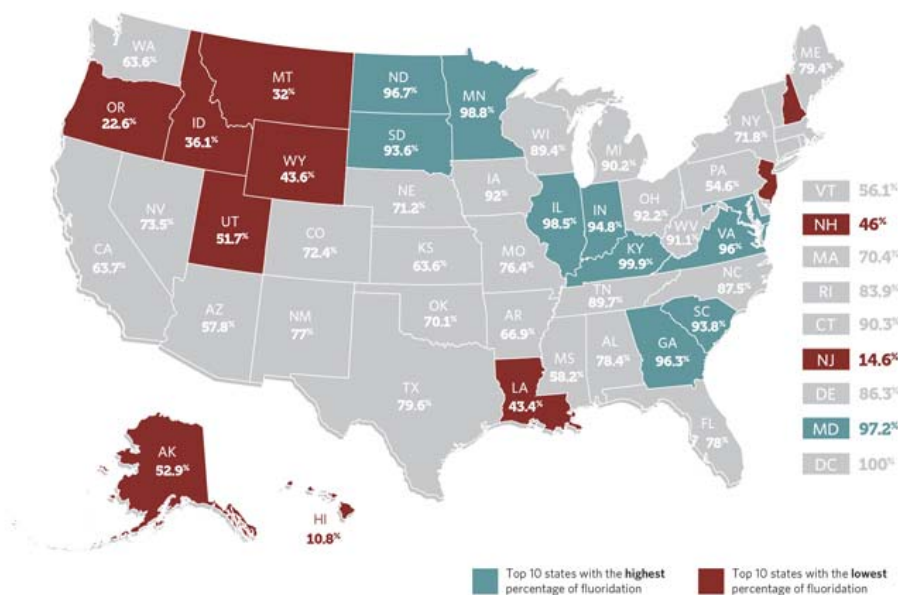 WA
63.6%
OR
22.6%
ID
36.1%
MT
32%
WY
43.6%
ND
96.7%
SD
93.6%
MN
98.8%
WI
89.4%
MI
90.2%
NY
71.8%
ME
79.4%
CA
63.7%
NV
73.5%
UT
51.7%
CO
72.4%
NE
71.2%
KS
63.6%
IA
92%
MO
76.4%
IL
98.5%
IN
94.8%
OH
92.2%
PA
54.6%
WV
91.1%
VA
96%
KY
99.9%
TN
89.7%
NC
87.5%
SC
93.8%
GA
96.3%
AL
78.4%
MS
58.2%
AR
66.9%
LA
43.4%
OK
70.1%
TX
79.6%
NM
77%
AZ
57.8%
FL
78%
AK
52.9%
HI
10.8%
VT 56.1%
NH 46%
MA 70.4%
RI 83.9%
CT 90.3%
NJ 14.6%
DE 86.3%
MD 97.2%
DC 100%
Top 10 states with the highest
percentage of fluoridation
Top 10 states with the lowest
percentage of fluoridation